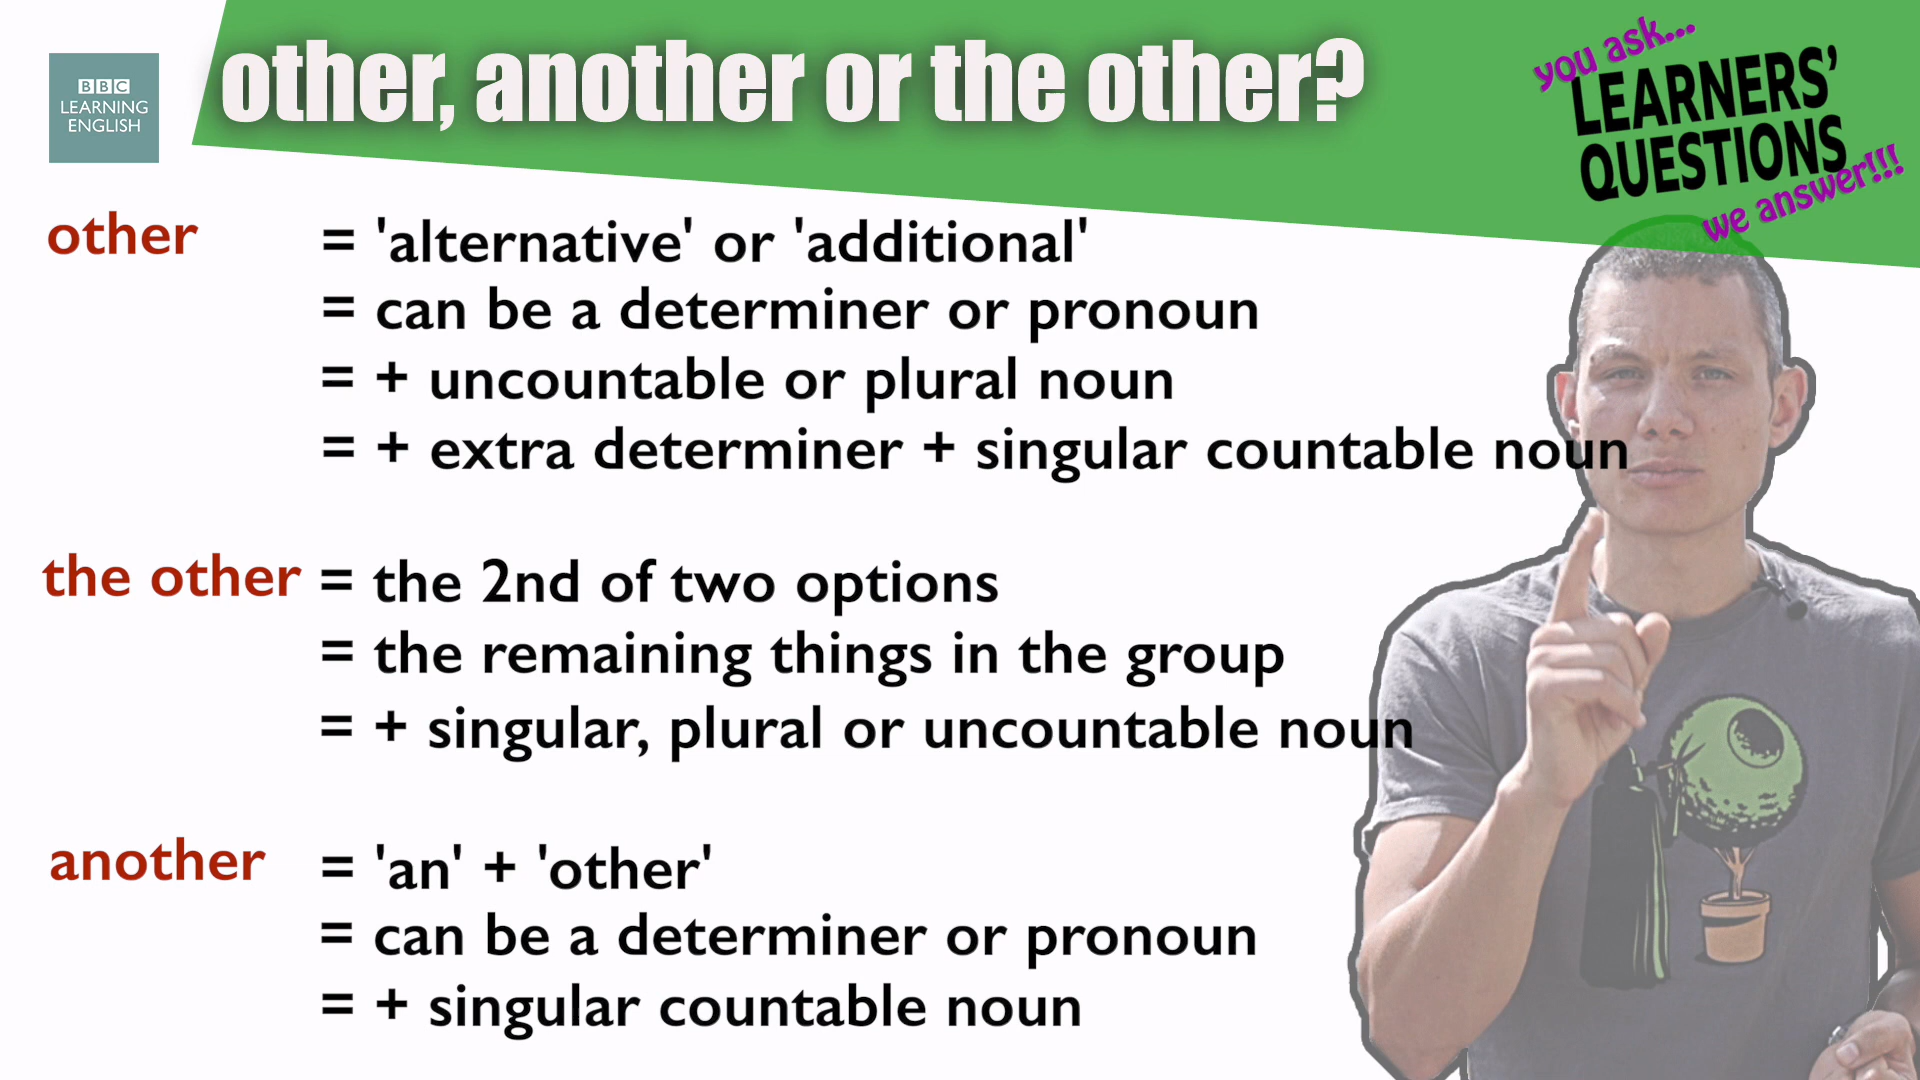 BBC
LEARNING
ENGLISH
other, another or the other?
you ask...
LEARNERS'
QUESTIONS
we answer!!!
other = 'alternative' or 'additional'
= can be a determiner or pronoun
= + uncountable or plural noun
= + extra determiner + singular countable noun
the other = the 2nd of two options
= the remaining things in the group
= + singular, plural or uncountable noun
another = 'an' + 'other'
= can be a determiner or pronoun
= + singular countable noun